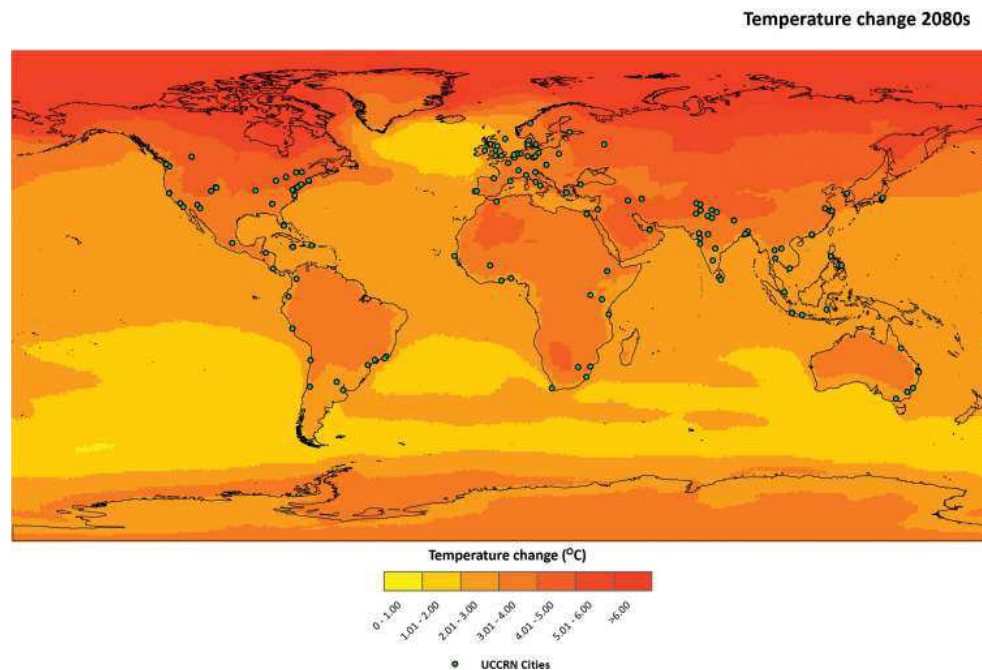 Temperature change 2080s
Temperature change (ºC)
0 - 1.00
1.01 - 2.00
2.01 - 3.00
3.01 - 4.00
4.01 - 5.00
5.01 - 6.00
>6.00
UCCRN Cities